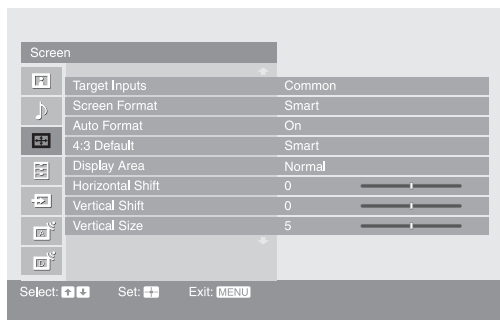 Screen
Target Inputs Common
Screen Format Smart
Auto Format On
4:3 Default Smart
Display Area Normal
Horizontal Shift 0
Vertical Shift 0
Vertical Size 5
Select: Set: Exit: MENU